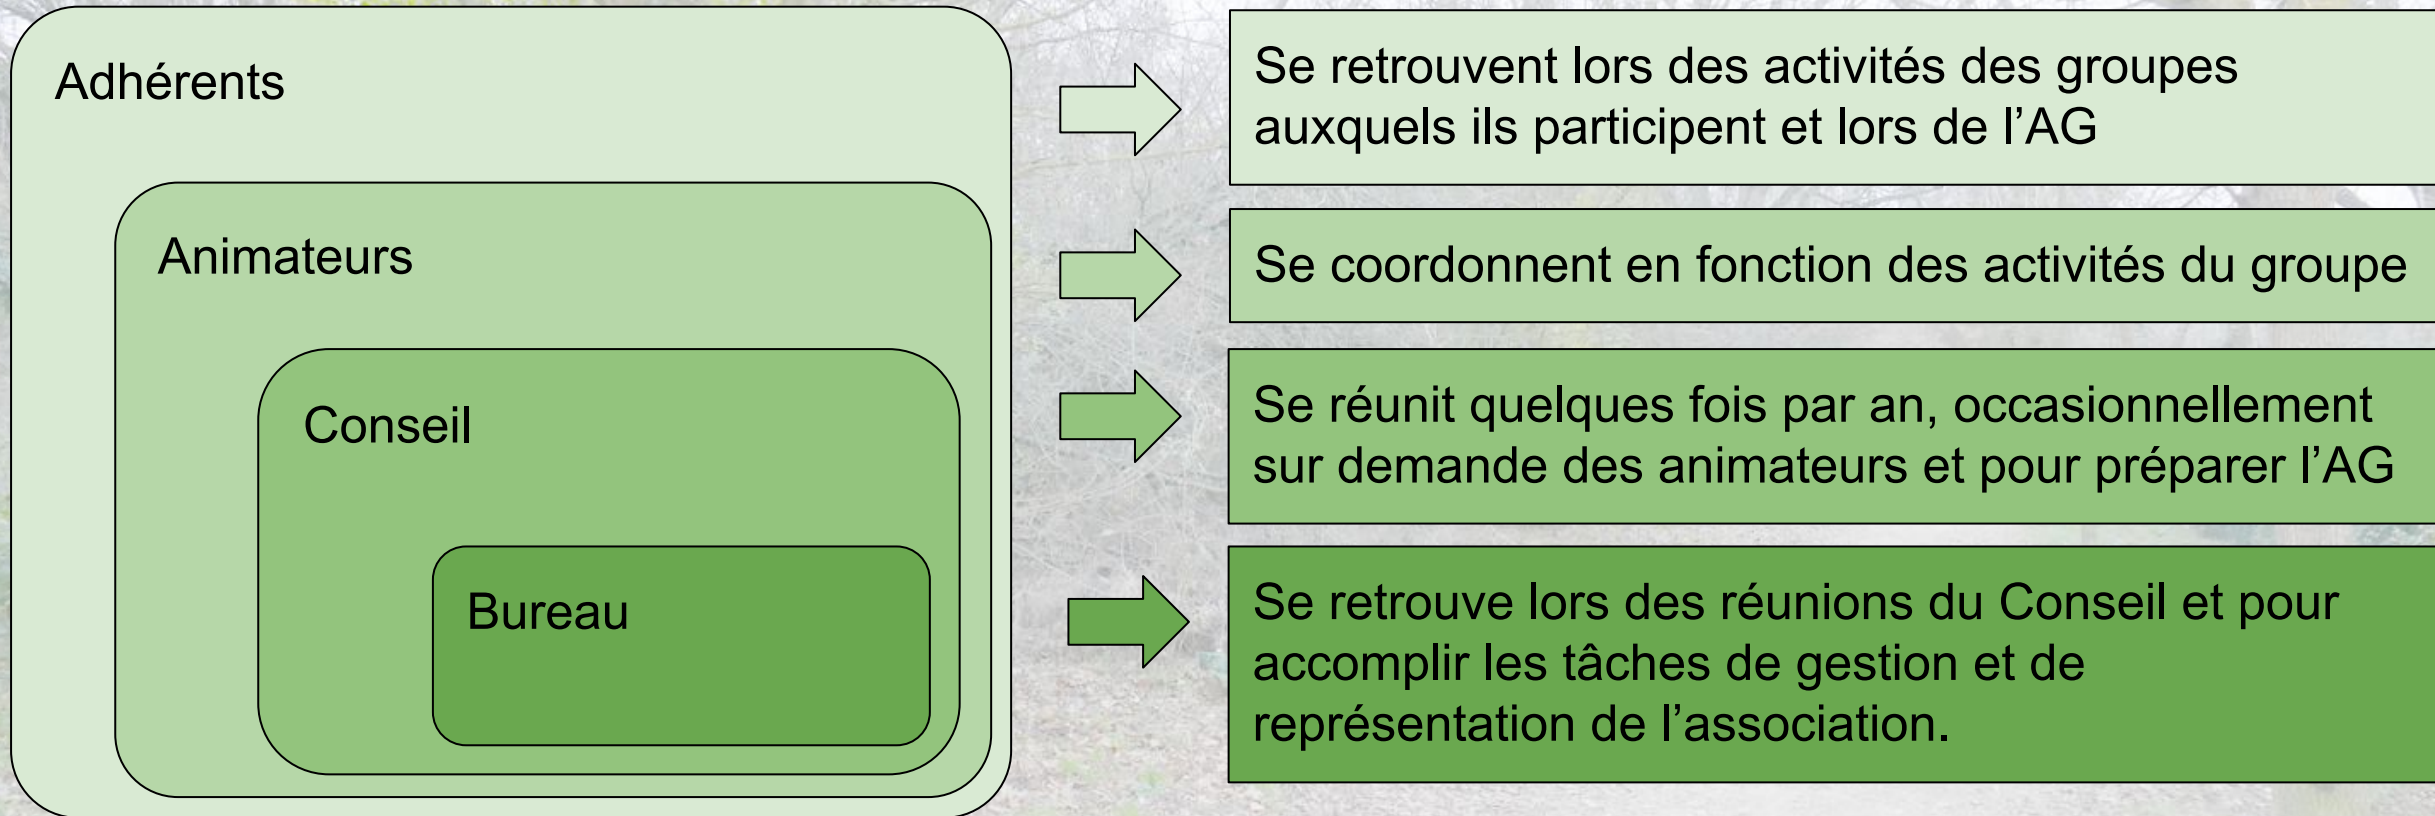 Adhérents
Se retrouvent lors des activités des groupes
auxquels ils participent et lors de l’AG
Animateurs
Se coordonnent en fonction des activités du groupe
Conseil
Se réunit quelques fois par an, occasionnellement
sur demande des animateurs et pour préparer l’AG
Bureau
Se retrouve lors des réunions du Conseil et pour
accomplir les tâches de gestion et de
représentation de l’association.